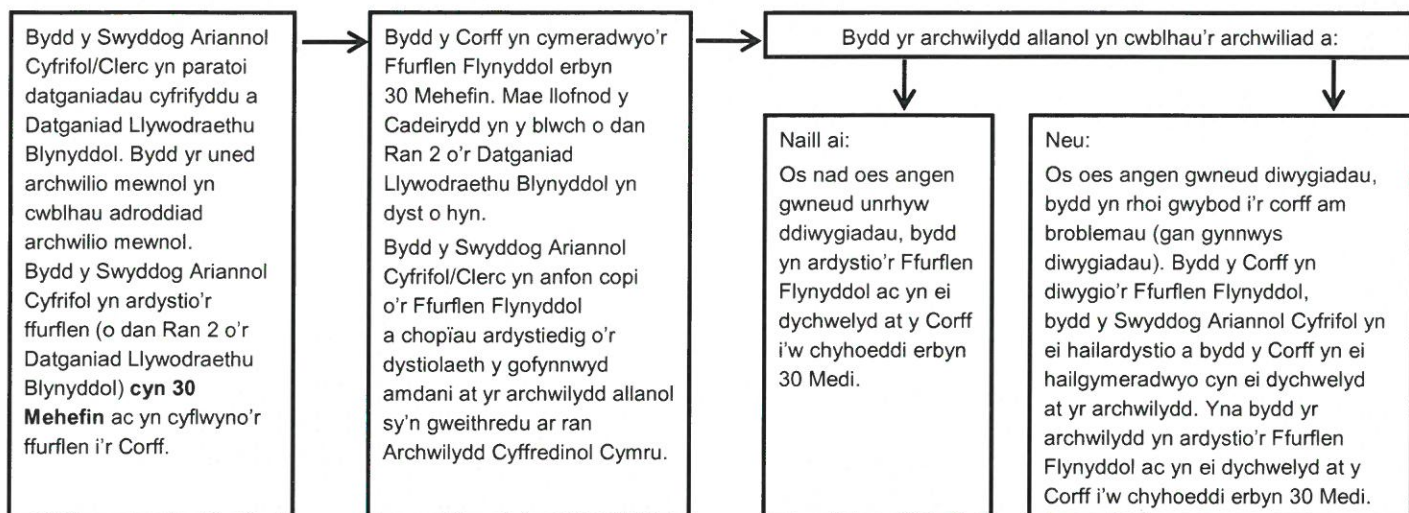 Bydd y Swyddog Ariannol
Cyfrifol/Clerc yn paratoi
datganiadau cyfrifyddu a
Datganiad Llywodraethu
Blynyddol. Bydd yr uned
archwilio mewnol yn
cwblhau adroddiad
archwilio mewnol.
Bydd y Swyddog Ariannol
Cyfrifol yn ardystio'r
ffurflen (o dan Ran 2 o'r
Datganiad Llywodraethu
Blynyddol) cyn 30
Mehefin ac yn cyflwyno'r
ffurflen i'r Corff.
Bydd y Corff yn cymeradwyo'r
Ffurflen Flynyddol erbyn
30 Mehefin. Mae llofnod y
Cadeirydd yn y blwch o dan
Ran 2 o'r Datganiad
Llywodraethu Blynyddol yn
dyst o hyn.
Bydd y Swyddog Ariannol
Cyfrifol/Clerc yn anfon copi
o'r Ffurflen Flynyddol
a chopïau ardystiedig o'r
dystiolaeth y gofynnwyd
amdani at yr archwilydd allanol
sy'n gweithredu ar ran
Archwilydd Cyffredinol Cymru.
Bydd yr archwilydd allanol yn cwblhau'r archwiliad a:
Naill ai:
Os nad oes angen
gwneud unrhyw
ddiwygiadau, bydd
yn ardystio'r Ffurflen
Flynyddol ac yn ei
dychwelyd at y Corff
i'w chyhoeddi erbyn
30 Medi.
Neu:
Os oes angen gwneud diwygiadau,
bydd yn rhoi gwybod i'r corff am
broblemau (gan gynnwys
diwygiadau). Bydd y Corff yn
diwygio'r Ffurflen Flynyddol,
bydd y Swyddog Ariannol Cyfrifol yn
ei hailardystio a bydd y Corff yn ei
hailgymeradwyo cyn ei dychwelyd
at yr archwilydd. Yna bydd yr
archwilydd yn ardystio'r Ffurflen
Flynyddol ac yn ei dychwelyd at y
Corff i'w chyhoeddi erbyn 30 Medi.